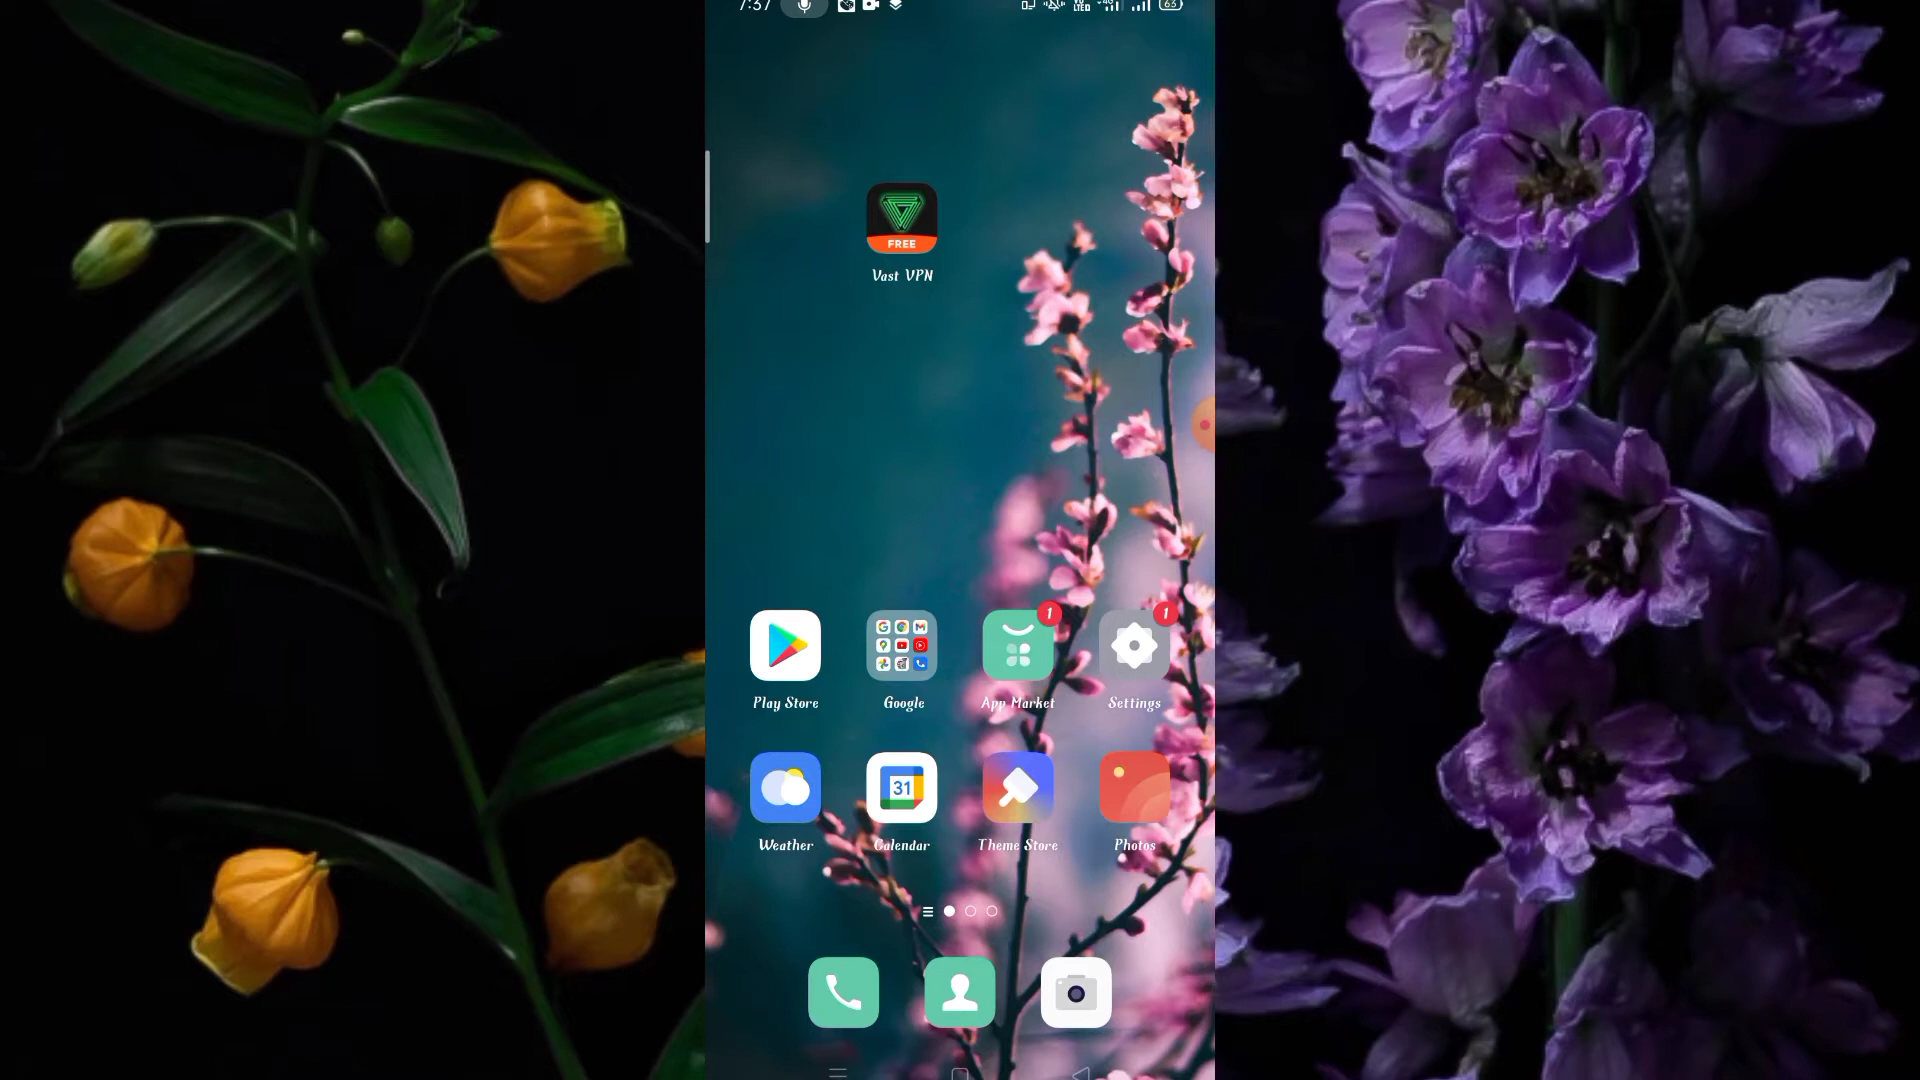 7:37
63
FREE
Vast VPN
1
1
Play Store
Google
App Market
Settings
31
Weather
Calendar
Theme Store
Photos